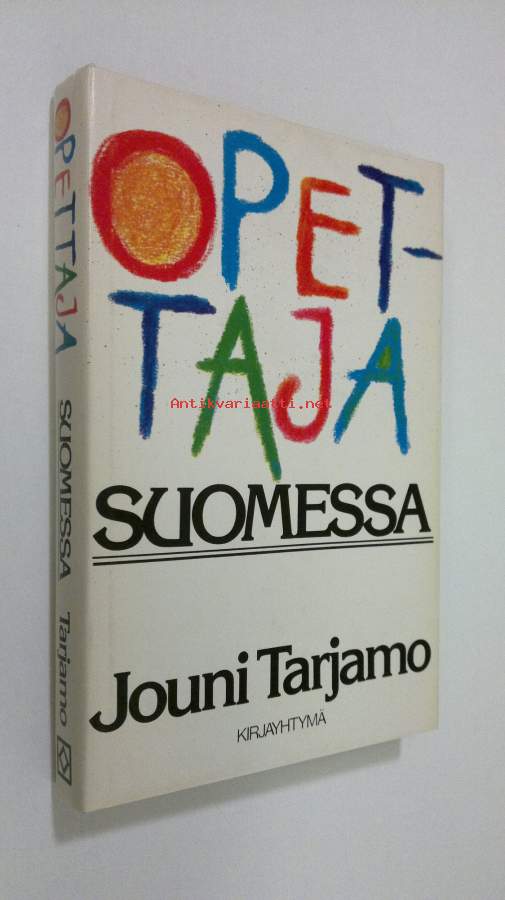 OPETTAJA SUOMESSA Tarjamo
OPET-
TAJA
Antikvariaatti.net
SUOMESSA
Jouni Tarjamo
KIRJAYHTYMÄ